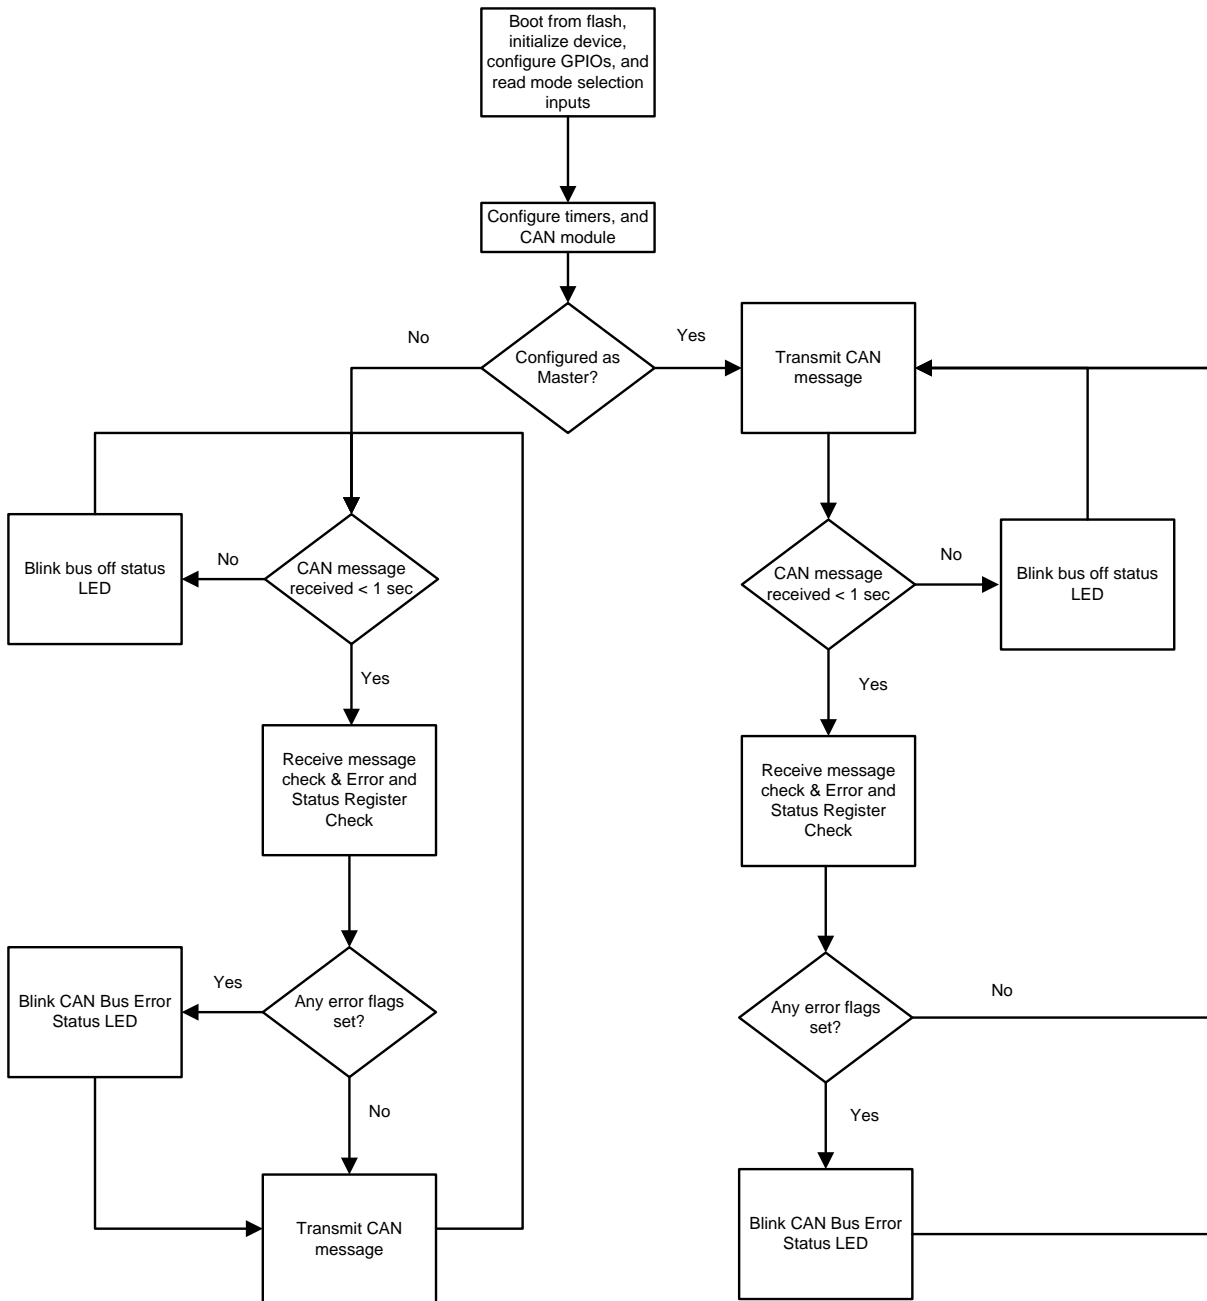 Boot from flash,
initialize device,
configure GPIOs, and
read mode selection
inputs
Configure timers, and
CAN module
Configured as
Master?
No
Yes
Transmit CAN
message
CAN message
received < 1 sec
No
Blink bus off status
LED
Yes
Receive message
check & Error and
Status Register
Check
Any error flags
set?
Yes
Blink CAN Bus Error
Status LED
No
Transmit CAN
message
CAN message
received < 1 sec
No
Blink bus off status
LED
Yes
Receive message
check & Error and
Status Register
Check
Any error flags
set?
No
Yes
Blink CAN Bus Error
Status LED